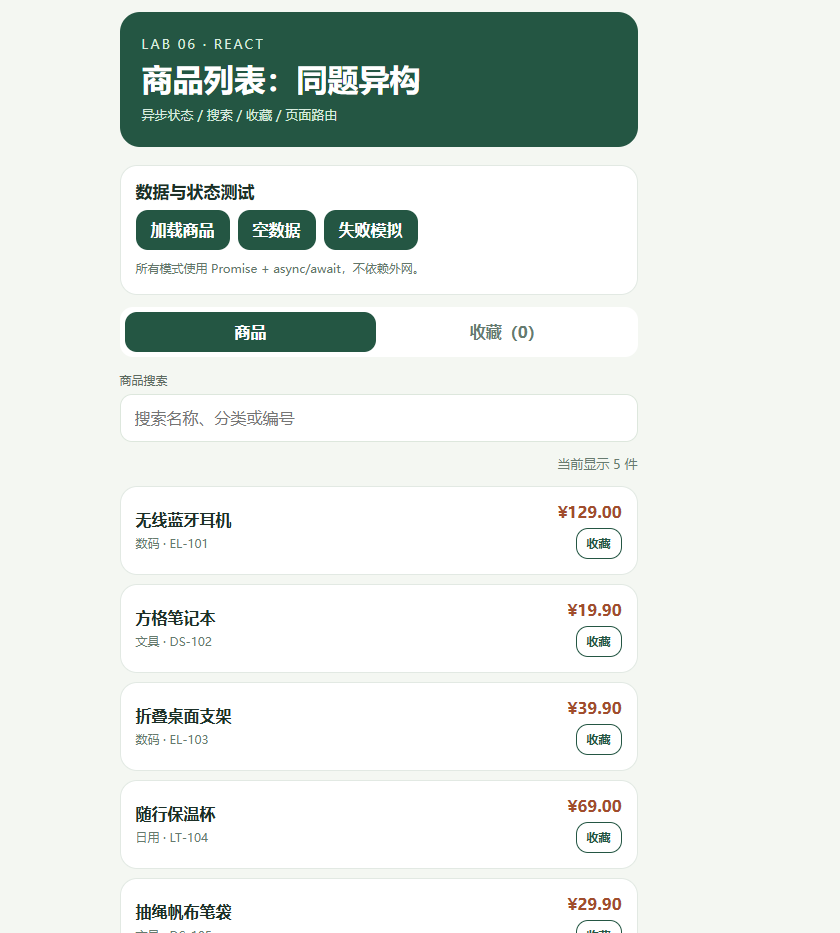 LAB 06 · REACT
商品列表：同题异构
异步状态 / 搜索 / 收藏 / 页面路由
数据与状态测试
加载商品 空数据 失败模拟
所有模式使用 Promise + async/await，不依赖外网。
商品 收藏（0）
商品搜索
搜索名称、分类或编号
当前显示 5 件
无线蓝牙耳机
数码 · EL-101
¥129.00
收藏
方格笔记本
文具 · DS-102
¥19.90
收藏
折叠桌面支架
数码 · EL-103
¥39.90
收藏
随行保温杯
日用 · LT-104
¥69.00
收藏
抽绳帆布笔袋
¥29.90